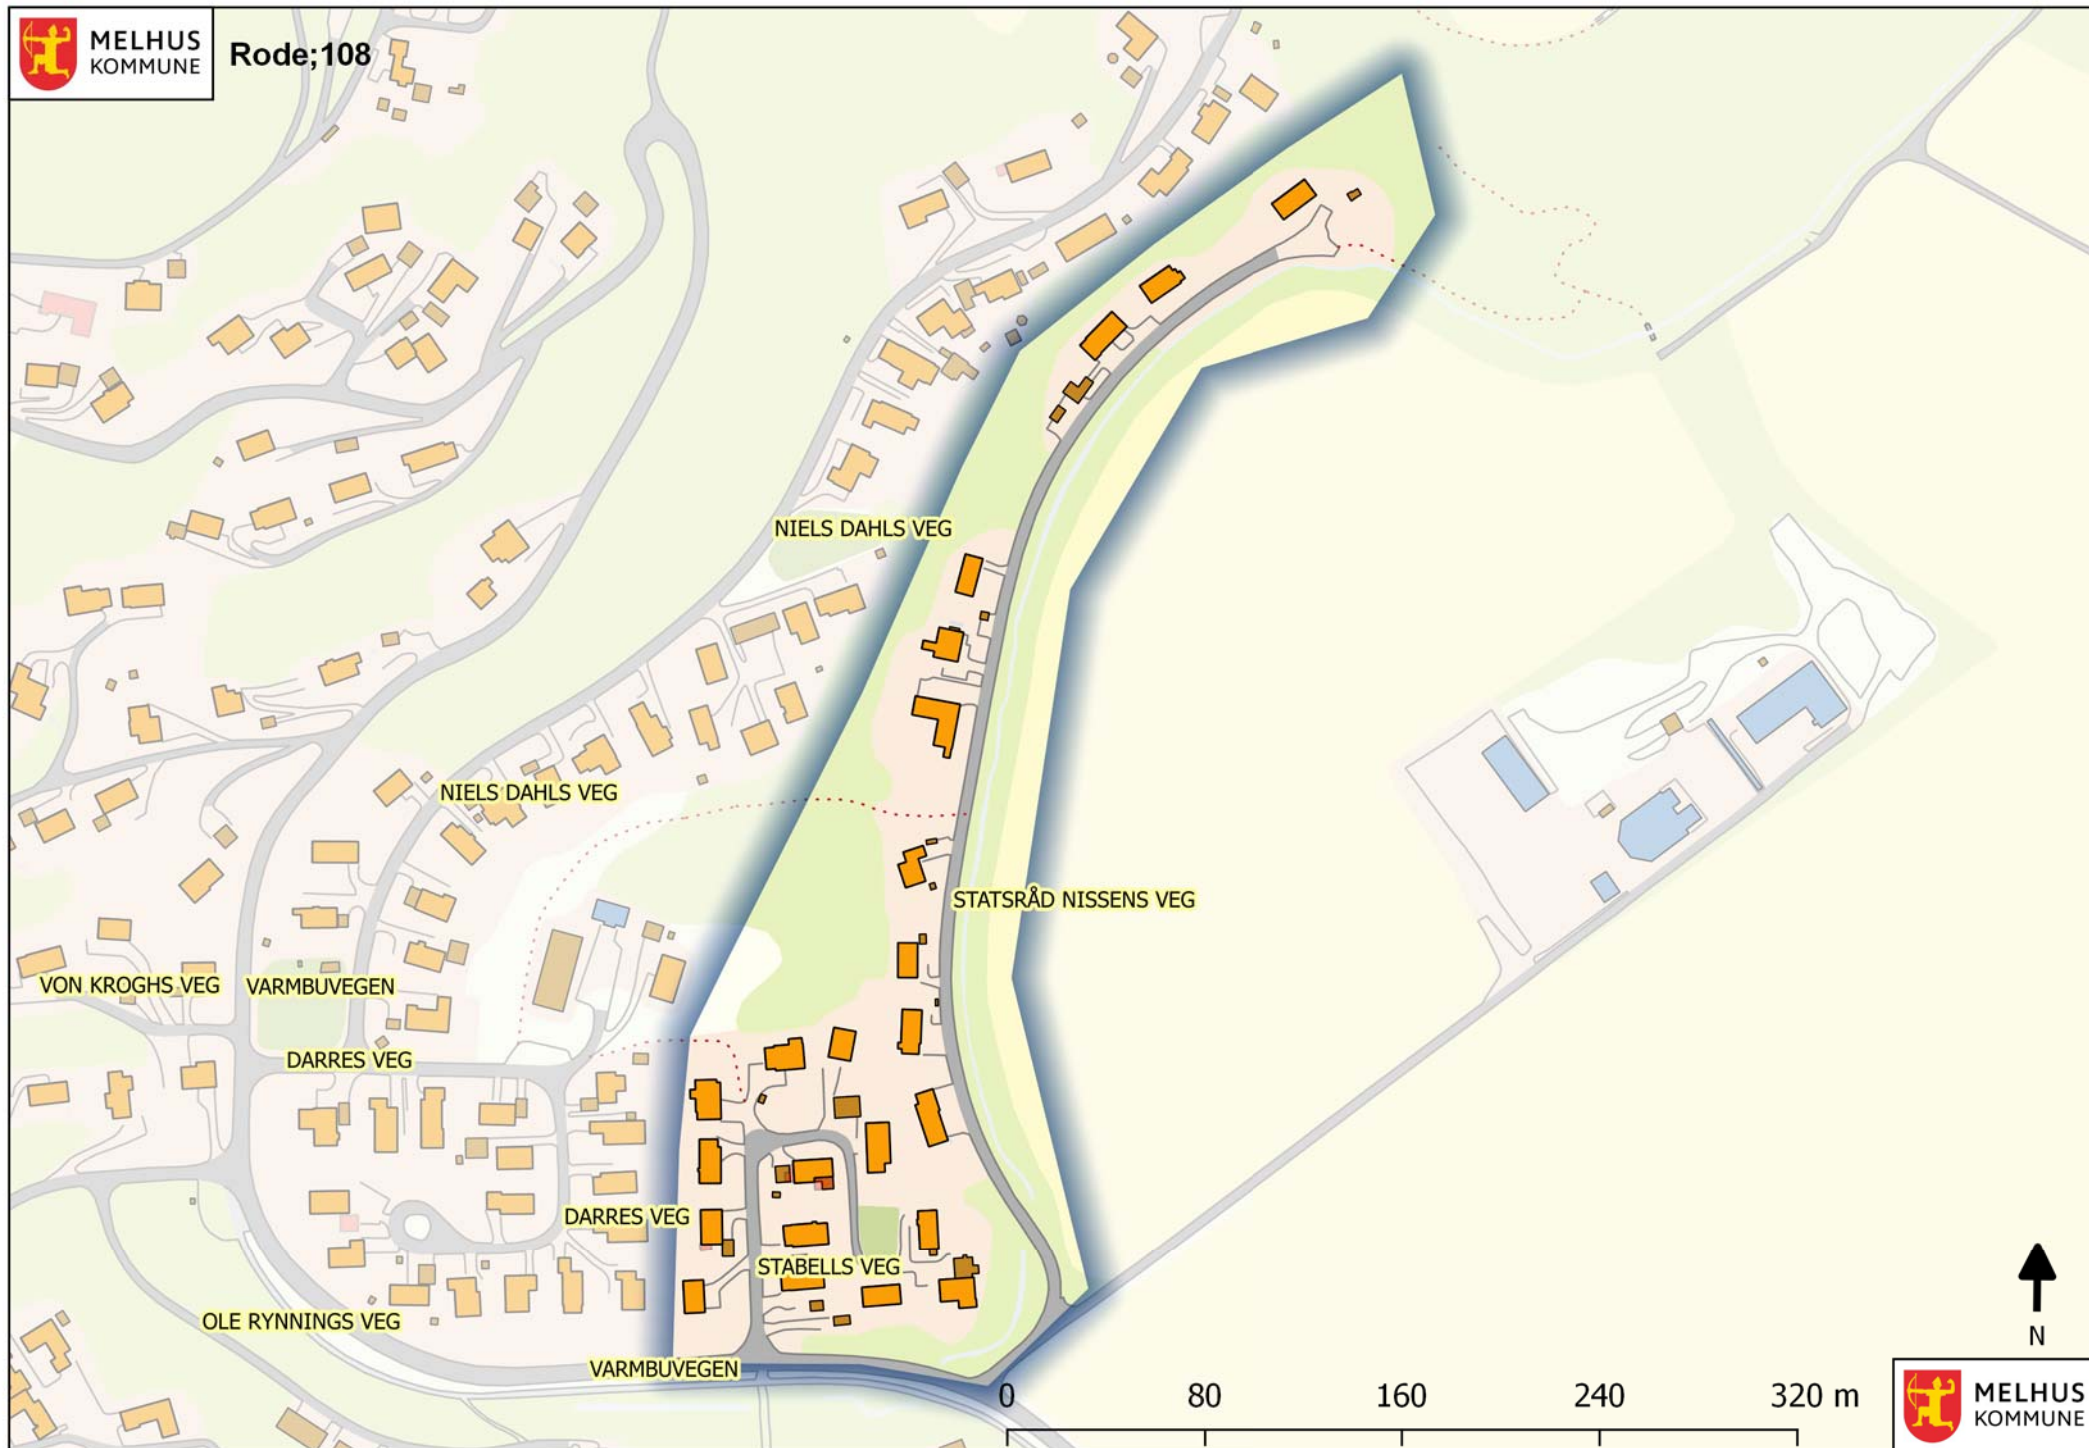 MELHUS
KOMMUNE
Rode;108
NIELS DAHLS VEG
NIELS DAHLS VEG
STATSRÅD NISSENS VEG
VON KROGHS VEG
VARMBUVEGEN
DARRES VEG
DARRES VEG
STABELLS VEG
OLE RYNNINGS VEG
VARMBUVEGEN
N
0 80 160 240 320 m
MELHUS
KOMMUNE